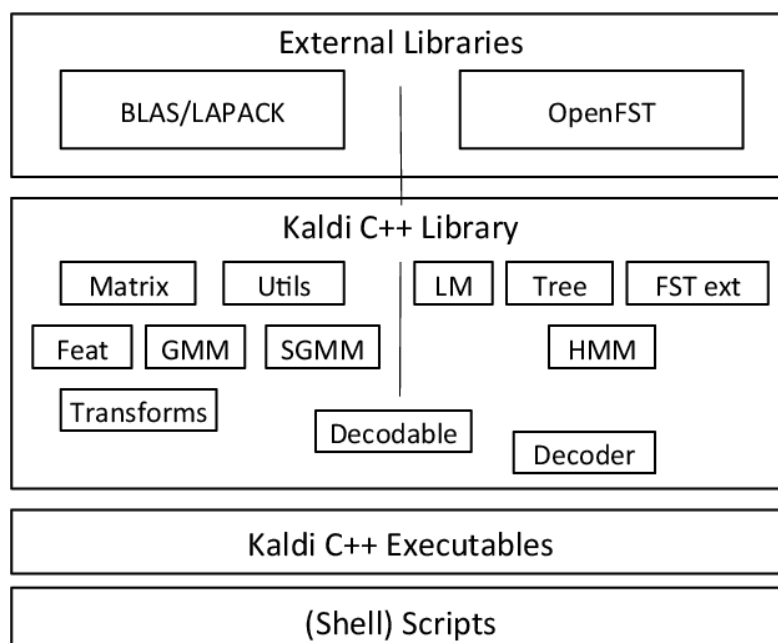 External Libraries
BLAS/LAPACK OpenFST
Kaldi C++ Library
Matrix Utils LM Tree FST ext
Feat GMM SGMM HMM
Transforms
Decodable
Decoder
Kaldi C++ Executables
(Shell) Scripts